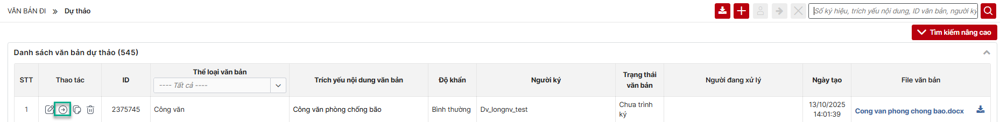 VĂN BẢN ĐI » Dự thảo
Số ký hiệu, trích yếu nội dung, ID văn bản, người ký
Tìm kiếm nâng cao
Danh sách văn bản dự thảo (545)
STT
Thao tác
ID
Thể loại văn bản
---- Tất cả ----
Trích yếu nội dung văn bản
Độ khẩn
Người ký
Trạng thái
văn bản
Người đang xử lý
Ngày tạo
File văn bản
1
2375745
Công văn
Công văn phòng chống bão
Bình thường
Dv_longnv_test
Chưa trình
ký
13/10/2025
14:01:39
Cong van phong chong bao.docx